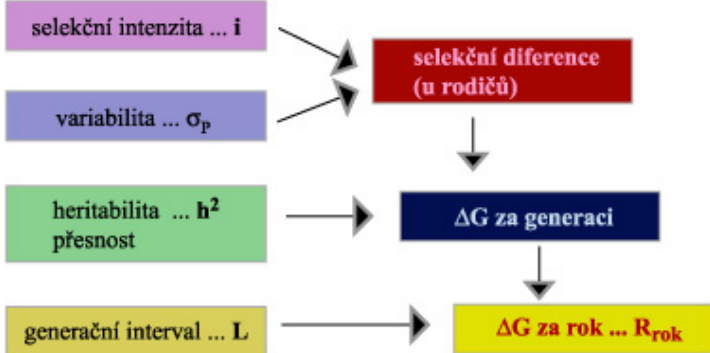 selekční intenzita ... i
selekční diference
(u rodičů)
variabilita ... σP
heritabilita ... h²
přesnost
ΔG za generaci
generační interval ... L
ΔG za rok ... Rrok